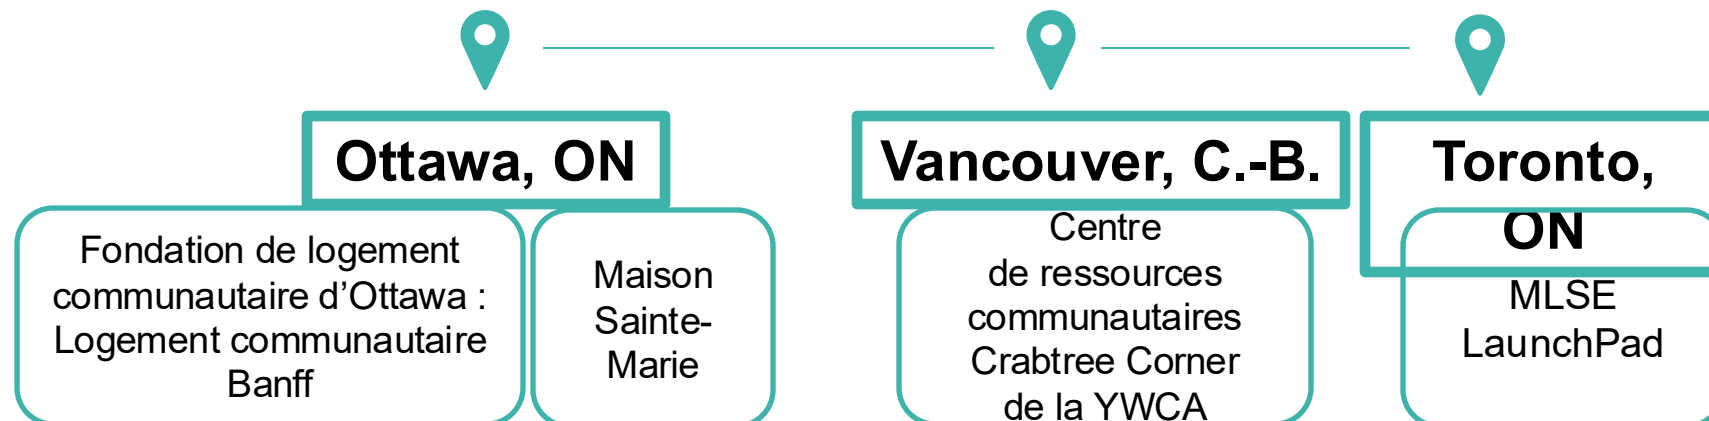 Ottawa, ON
Fondation de logement
communautaire d’Ottawa :
Logement communautaire
Banff
Maison
Sainte-
Marie
Vancouver, C.-B.
Centre
de ressources
communautaires
Crabtree Corner
de la YWCA
Toronto,
ON
MLSE
LaunchPad